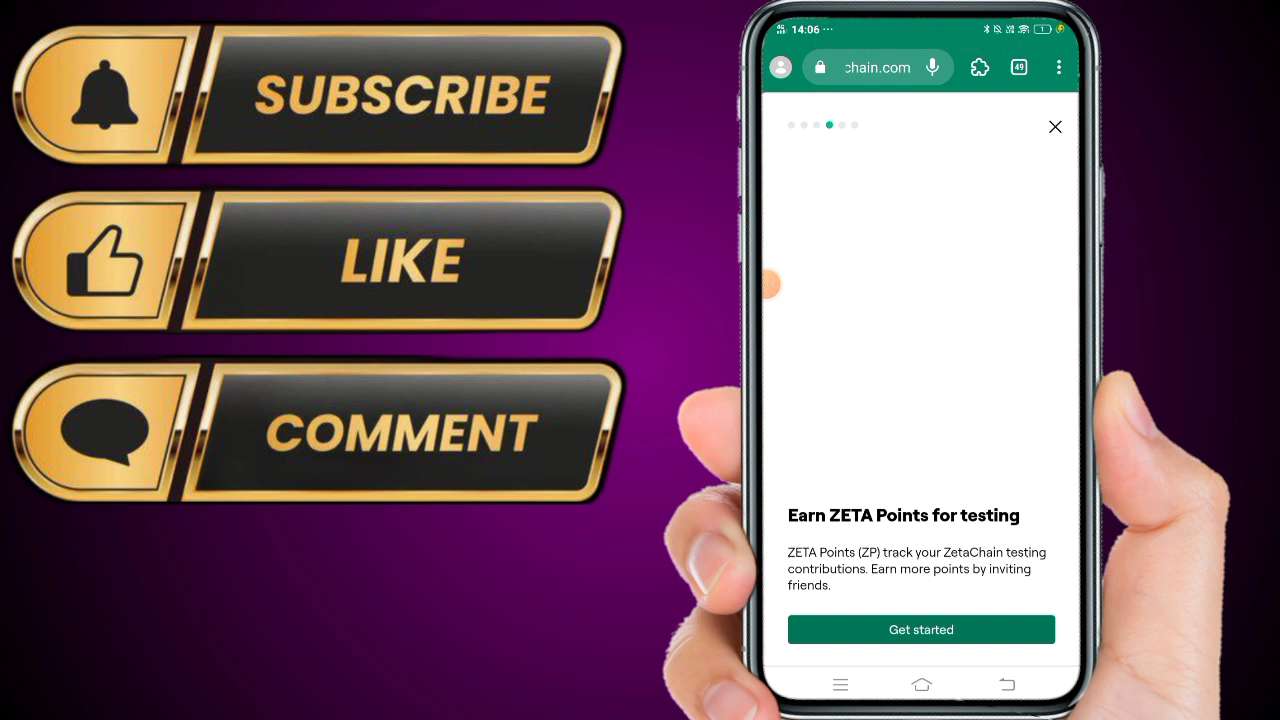 SUBSCRIBE
LIKE
COMMENT
14:06
chain.com
49
Earn ZETA Points for testing
ZETA Points (ZP) track your ZetaChain testing
contributions. Earn more points by inviting
friends.
Get started